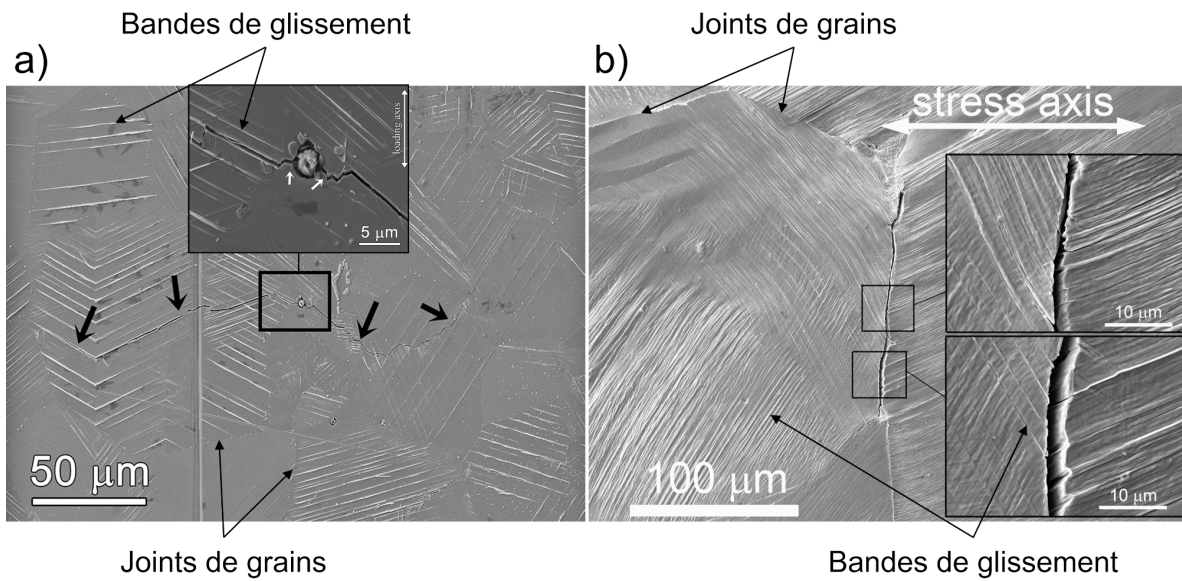 Bandes de glissement
Joints de grains
a)
b)
stress axis
loading axis
5 μm
10 μm
50 μm
100 μm
10 μm
Joints de grains
Bandes de glissement